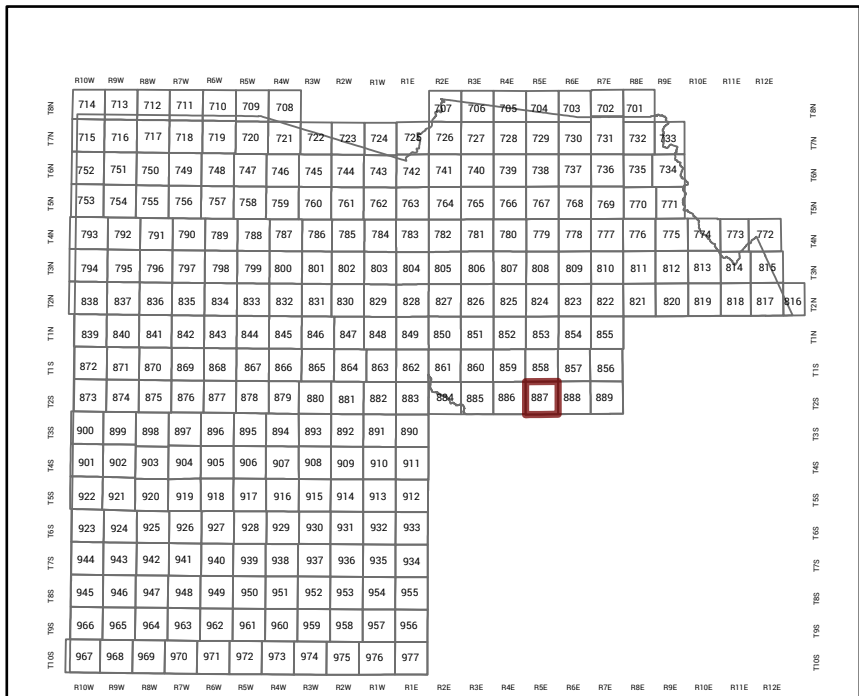 R10W R9W R8W R7W R6W R5W R4W R3W R2W R1W R1E R2E R3E R4E R5E R6E R7E R8E R9E R10E R11E R12E
T8N 714 713 712 711 710 709 708 707 706 705 704 703 702 701 T8N
T7N 715 716 717 718 719 720 721 722 723 724 725 726 727 728 729 730 731 732 733 T7N
T6N 752 751 750 749 748 747 746 745 744 743 742 741 740 739 738 737 736 735 734 T6N
T5N 753 754 755 756 757 758 759 760 761 762 763 764 765 766 767 768 769 770 771 T5N
T4N 793 792 791 790 789 788 787 786 785 784 783 782 781 780 779 778 777 776 775 774 773 772 T4N
T3N 794 795 796 797 798 799 800 801 802 803 804 805 806 807 808 809 810 811 812 813 814 815 T3N
T2N 838 837 836 835 834 833 832 831 830 829 828 827 826 825 824 823 822 821 820 819 818 817 816 T2N
T1N 839 840 841 842 843 844 845 846 847 848 849 850 851 852 853 854 855 T1N
T1S 872 871 870 869 868 867 866 865 864 863 862 861 860 859 858 857 856 T1S
T2S 873 874 875 876 877 878 879 880 881 882 883 884 885 886 887 888 889 T2S
T3S 900 899 898 897 896 895 894 893 892 891 890 T3S
T4S 901 902 903 904 905 906 907 908 909 910 911 T4S
T5S 922 921 920 919 918 917 916 915 914 913 912 T5S
T6S 923 924 925 926 927 928 929 930 931 932 933 T6S
T7S 944 943 942 941 940 939 938 937 936 935 934 T7S
T8S 945 946 947 948 949 950 951 952 953 954 955 T8S
T9S 966 965 964 963 962 961 960 959 958 957 956 T9S
T10S 967 968 969 970 971 972 973 974 975 976 977 T10S
R10W R9W R8W R7W R6W R5W R4W R3W R2W R1W R1E R2E R3E R4E R5E R6E R7E R8E R9E R10E R11E R12E